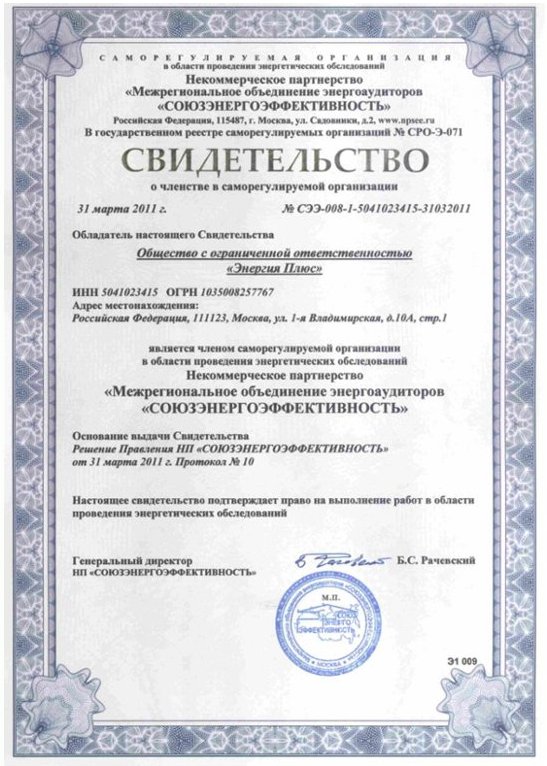 САМОРЕГУЛИРУЕМАЯ ОРГАНИЗАЦИЯ
в области проведения энергетических обследований
Некоммерческое партнерство
«Межрегиональное объединение энергоаудиторов
«СОЮЗЭНЕРГОЭФФЕКТИВНОСТЬ»
Российская Федерация, 115487, г. Москва, ул. Садовники, д.2, www.npsee.ru
В государственном реестре саморегулируемых организаций № СРО-Э-071
СВИДЕТЕЛЬСТВО
о членстве в саморегулируемой организации
31 марта 2011 г. № СЭЭ-008-1-5041023415-31032011
Обладатель настоящего Свидетельства
Общество с ограниченной ответственностью
«Энергия Плюс»
ИНН 5041023415 ОГРН 1035008257767
Адрес местонахождения:
Российская Федерация, 111123, Москва, ул. 1-я Владимирская, д.10А, стр.1
является членом саморегулируемой организации
в области проведения энергетических обследований
Некоммерческое партнерство
«Межрегиональное объединение энергоаудиторов
«СОЮЗЭНЕРГОЭФФЕКТИВНОСТЬ»
Основание выдачи Свидетельства
Решение Правления НП «СОЮЗЭНЕРГОЭФФЕКТИВНОСТЬ»
от 31 марта 2011 г. Протокол № 10
Настоящее свидетельство подтверждает право на выполнение работ в области
проведения энергетических обследований
Генеральный директор Б.С. Рачевский
НП «СОЮЗЭНЕРГОЭФФЕКТИВНОСТЬ»
М.П.
СОЮЗ
ЭНЕРГО
ЭФФЕКТИВНОСТЬ
МОСКВА
Э1 009